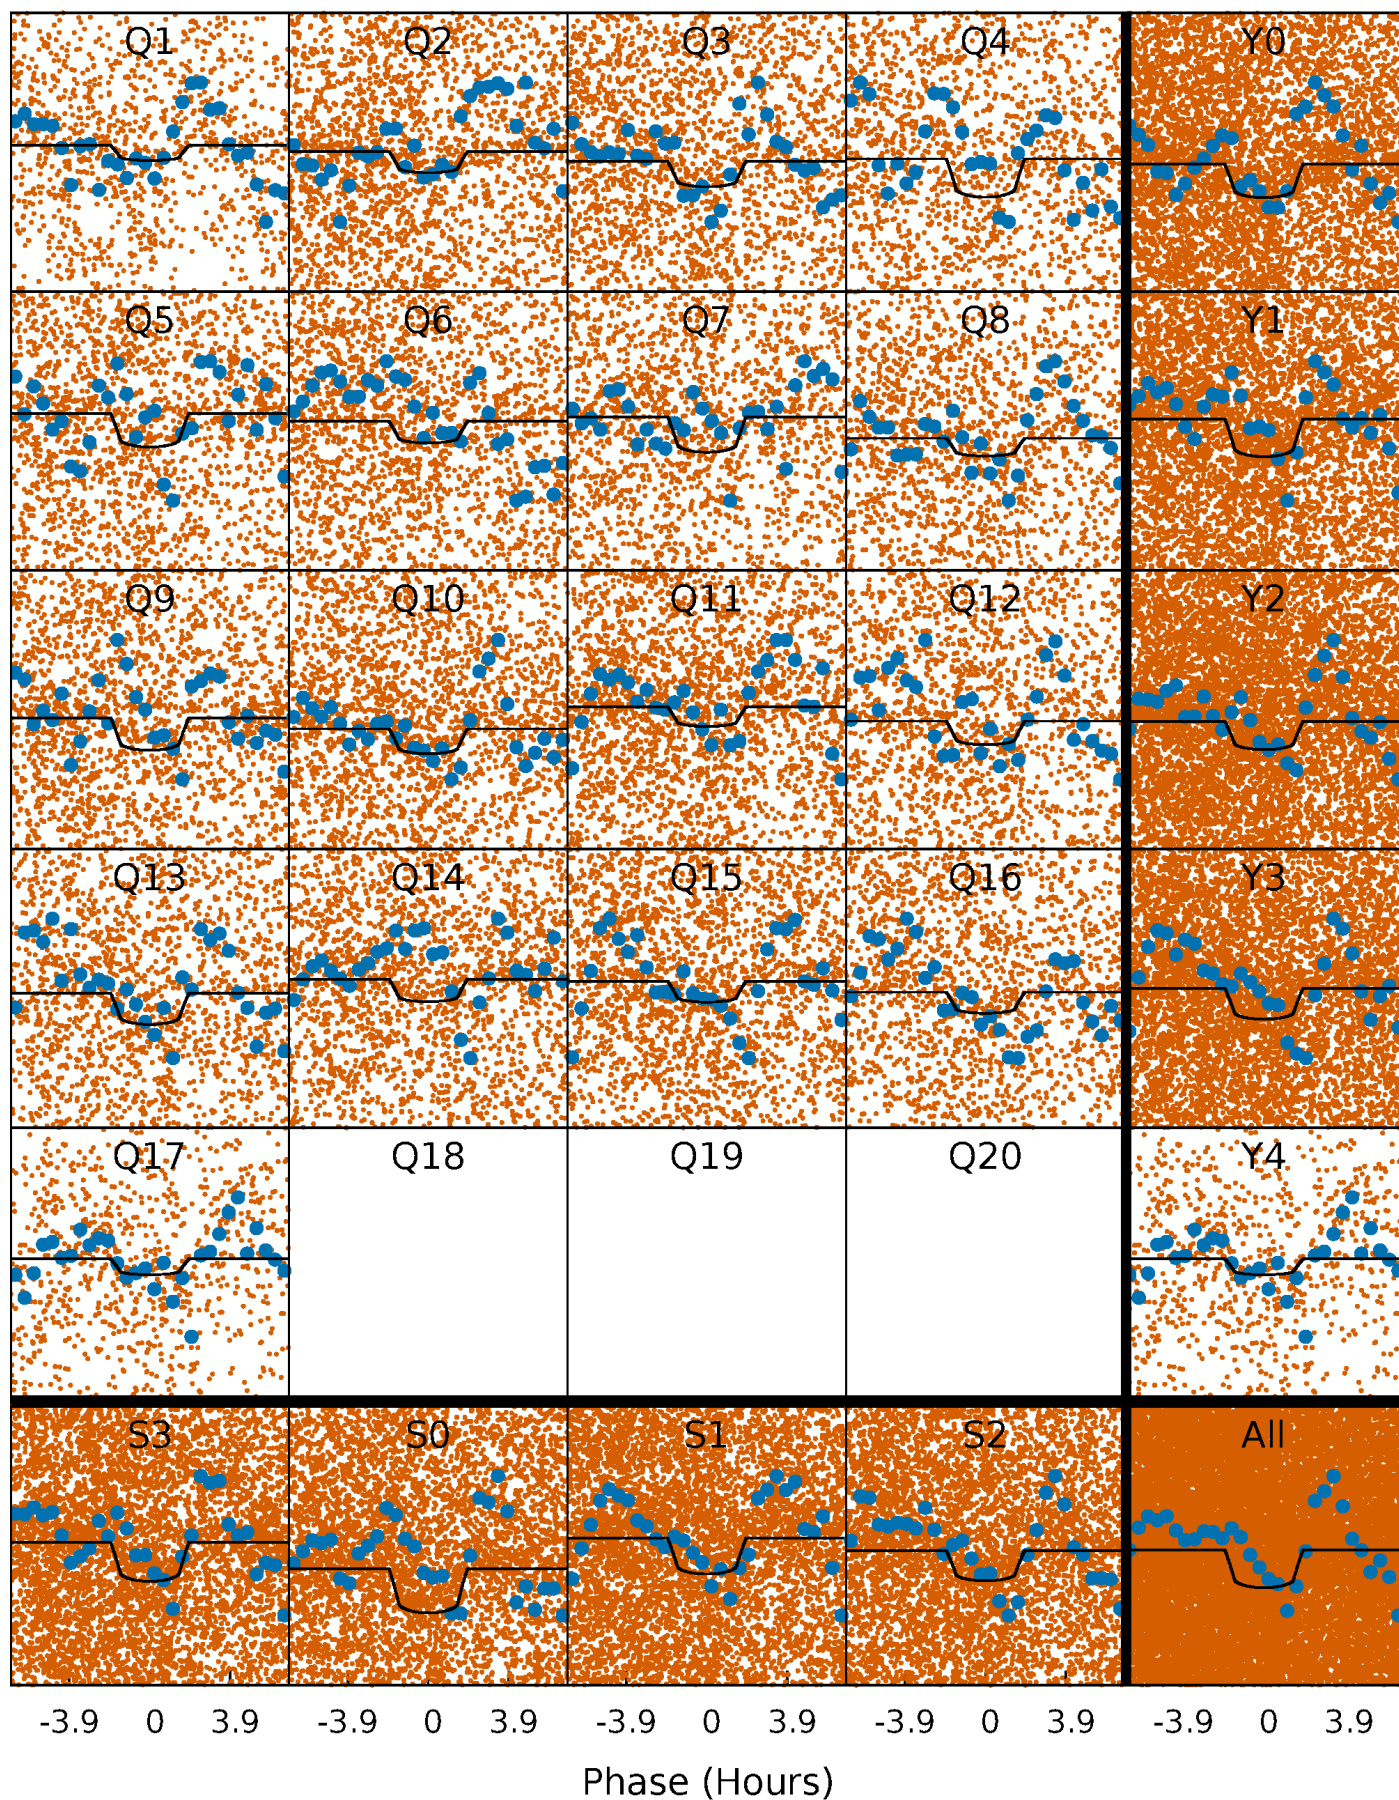 Q1 Q2 Q3 Q4 Y0
Q5 Q6 Q7 Q8 Y1
Q9 Q10 Q11 Q12 Y2
Q13 Q14 Q15 Q16 Y3
Q17 Q18 Q19 Q20 Y4
S3 S0 S1 S2 All
-3.9 0 3.9 -3.9 0 3.9 -3.9 0 3.9 -3.9 0 3.9 -3.9 0 3.9
Phase (Hours)